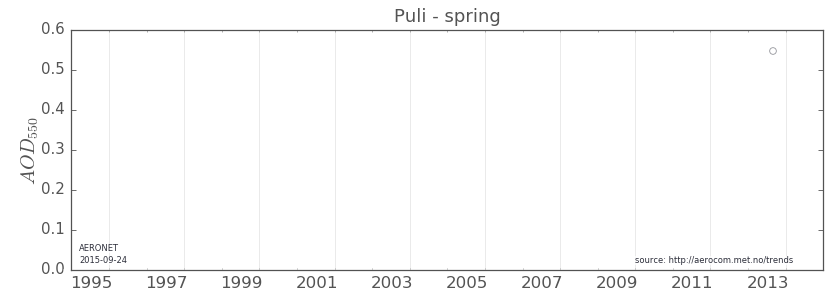 Puli - spring
0.6
0.5
0.4
0.3
0.2
0.1
0.0
AOD550
AERONET
2015-09-24
source: http://aerocom.met.no/trends
1995 1997 1999 2001 2003 2005 2007 2009 2011 2013